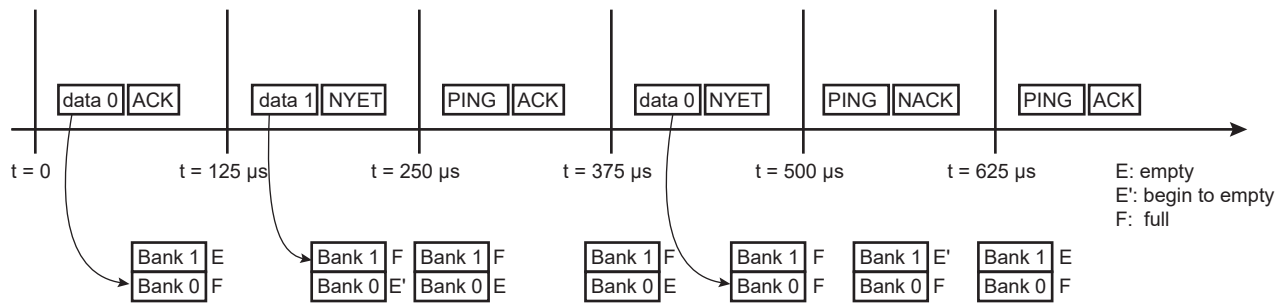 data 0 ACK data 1 NYET PING ACK data 0 NYET PING NACK PING ACK
t = 0 t = 125 µs t = 250 µs t = 375 µs t = 500 µs t = 625 µs E: empty
E': begin to empty
F: full
Bank 1 E Bank 1 F Bank 1 F Bank 1 F Bank 1 F Bank 1 E' Bank 1 E
Bank 0 F Bank 0 E' Bank 0 E Bank 0 E Bank 0 F Bank 0 F Bank 0 F